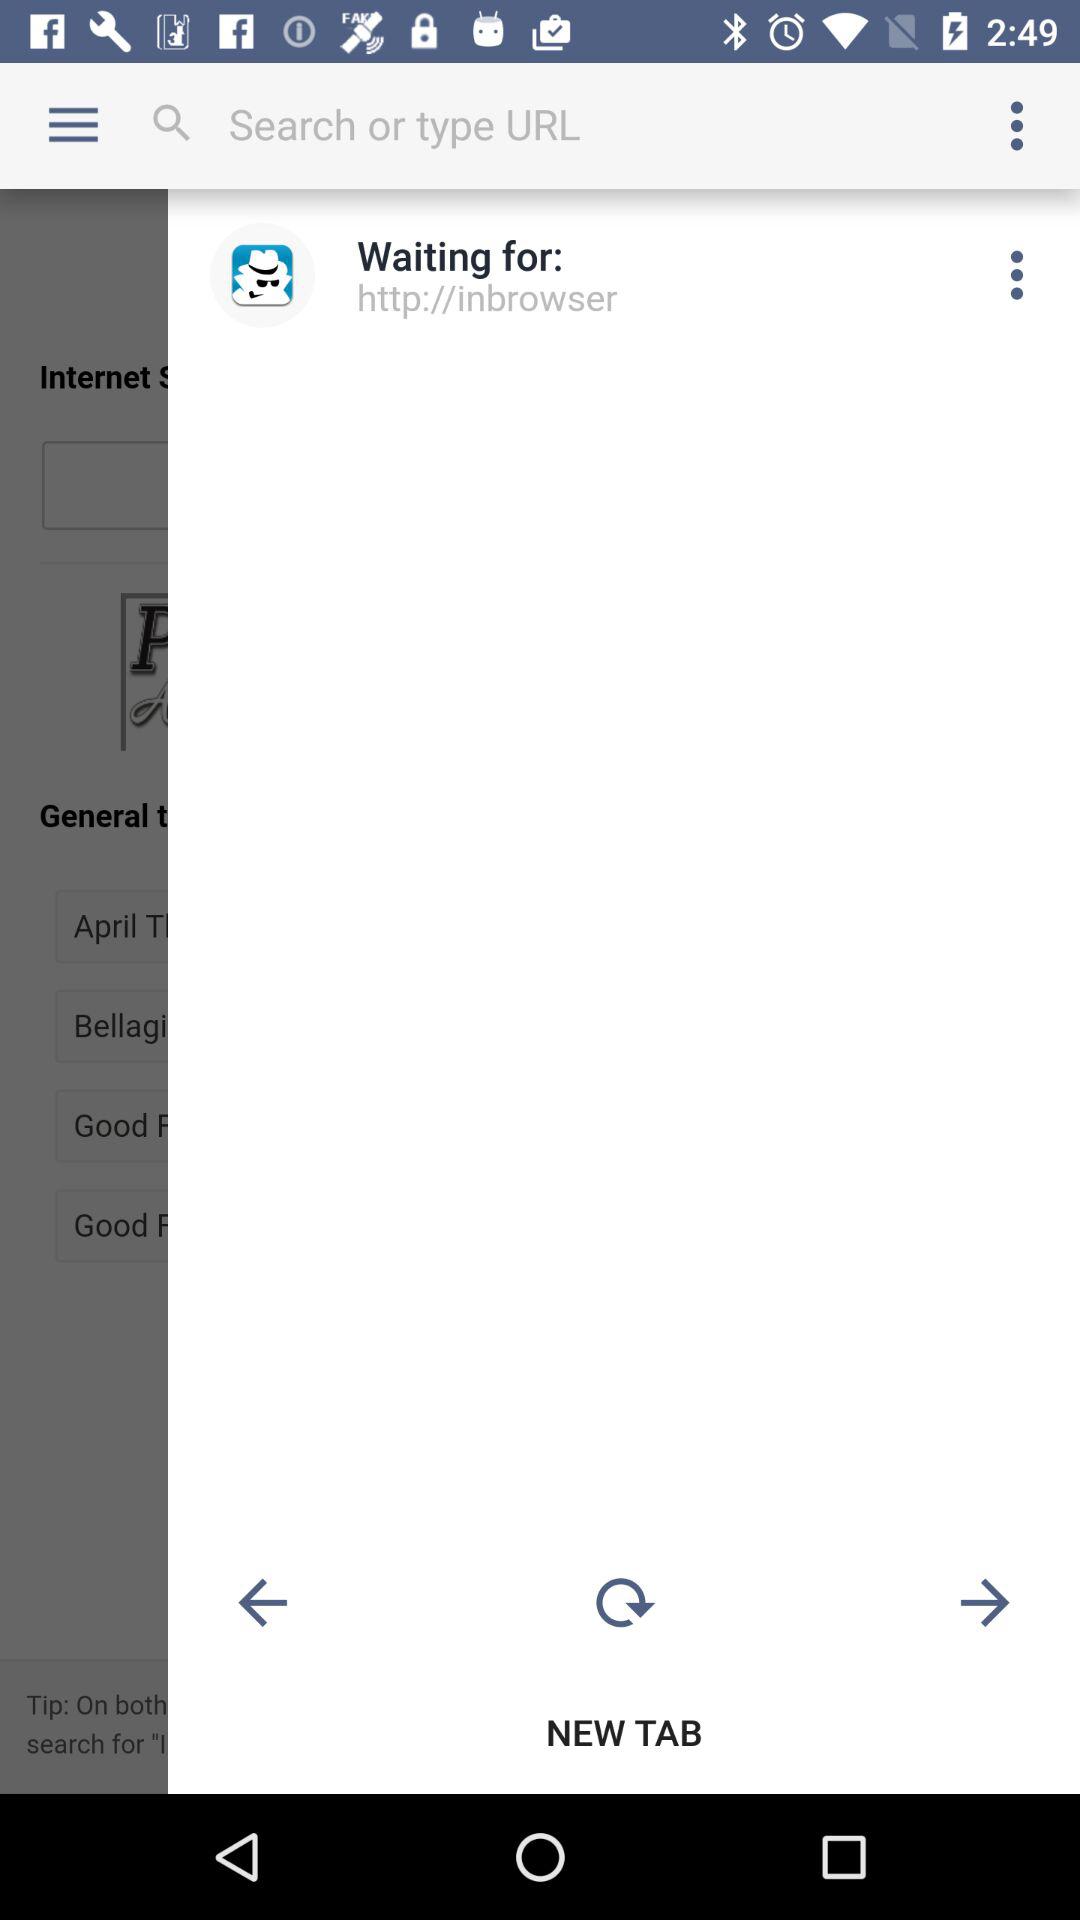 FAKE
2:49
Search or type URL
Waiting for:
http://inbrowser
Internet S
P
A
General t
April Th
Bellagi
Good F
Good F
Tip: On both
search for "I
NEW TAB